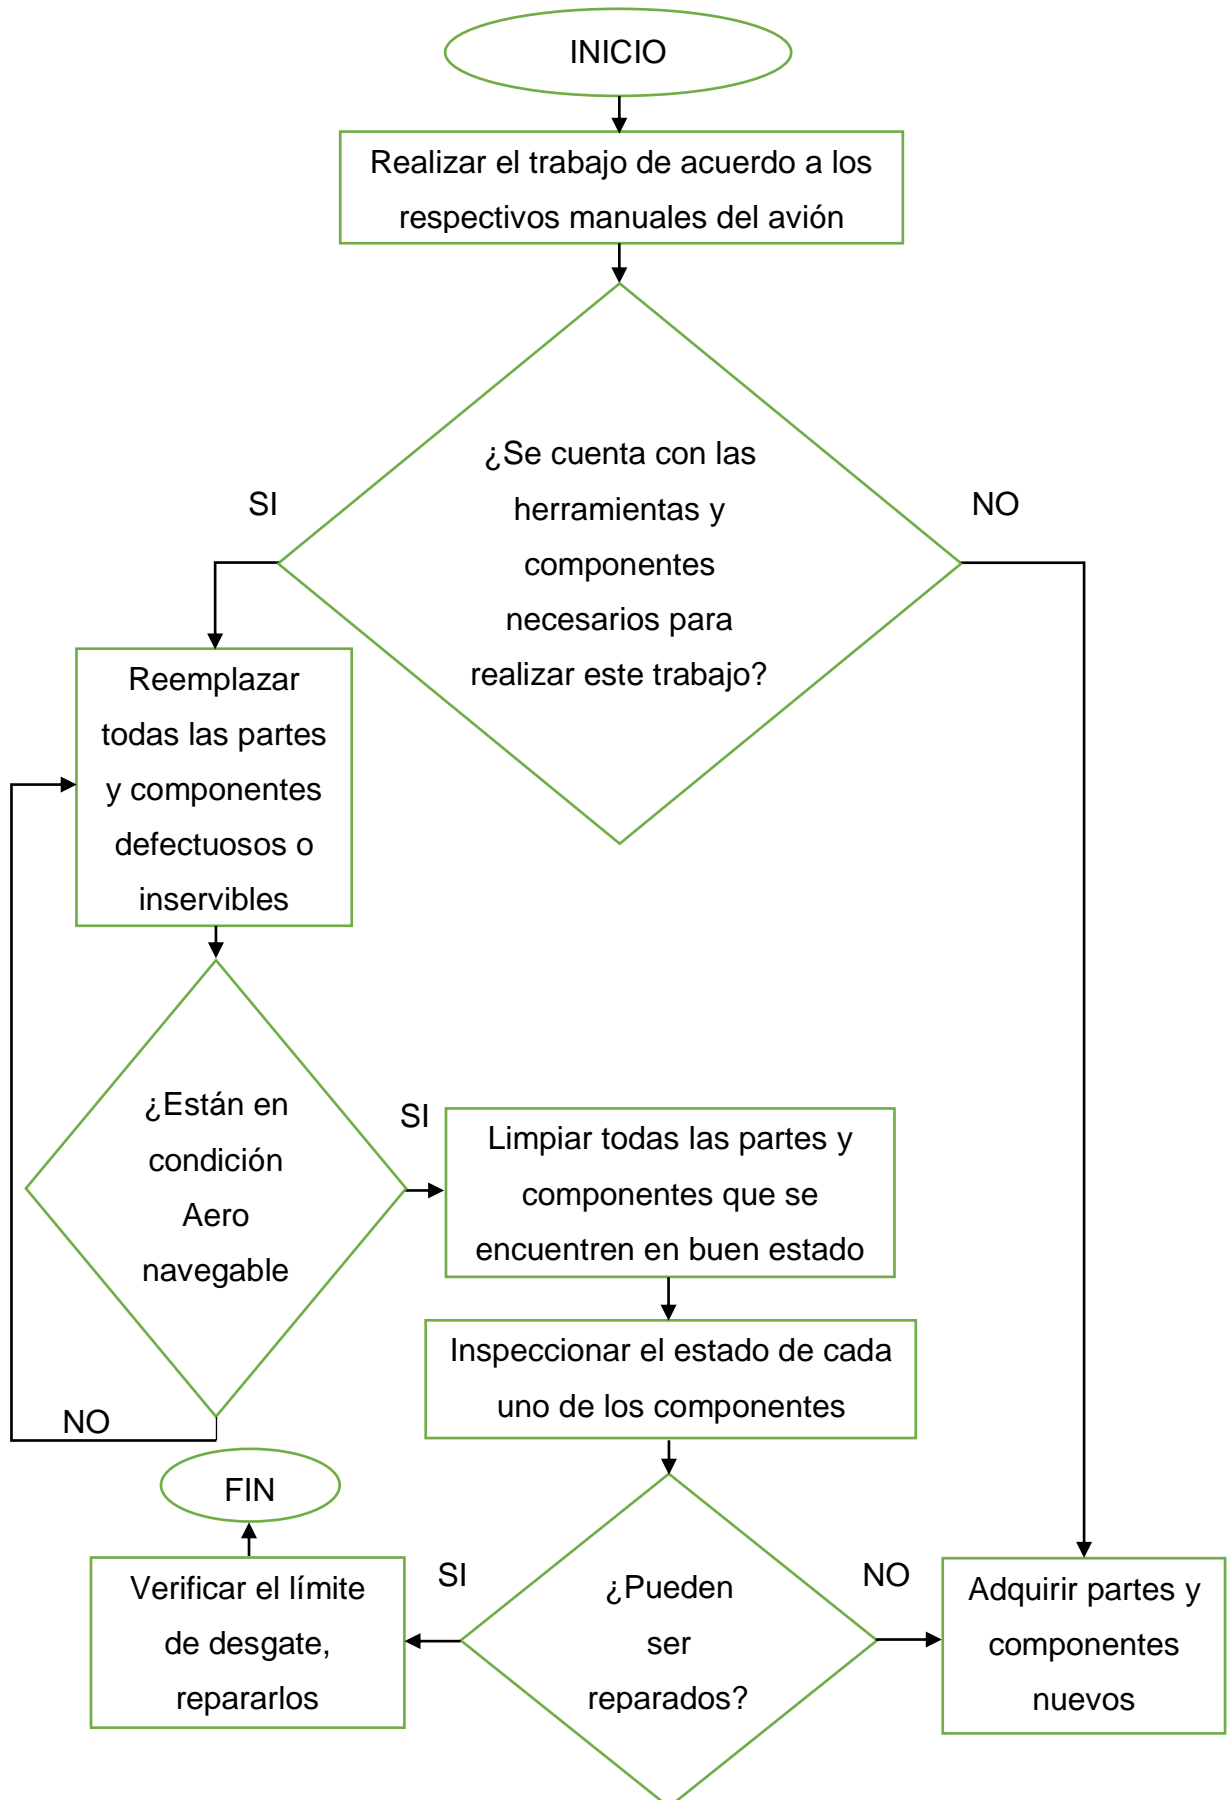 INICIO
Realizar el trabajo de acuerdo a los
respectivos manuales del avión
¿Se cuenta con las
herramientas y
componentes
necesarios para
realizar este trabajo?
SI
NO
Reemplazar
todas las partes
y componentes
defectuosos o
inservibles
¿Están en
condición
Aero
navegable
SI
NO
Limpiar todas las partes y
componentes que se
encuentren en buen estado
Inspeccionar el estado de cada
uno de los componentes
¿Pueden
ser
reparados?
SI
NO
Verificar el límite
de desgate,
repararlos
FIN
Adquirir partes y
componentes
nuevos